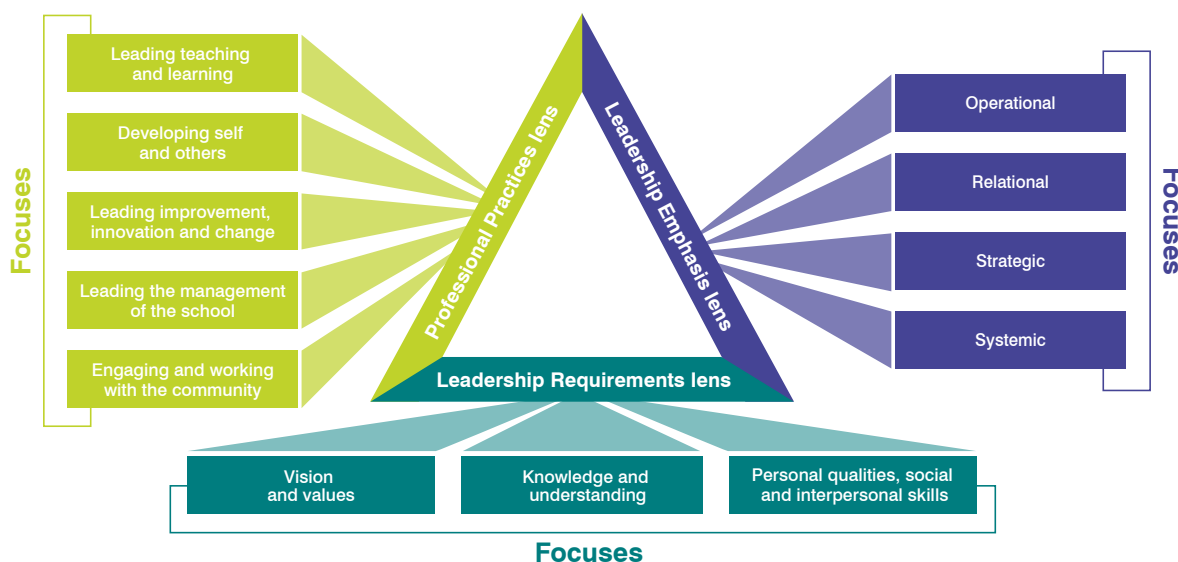 Focuses
Leading teaching
and learning
Developing self
and others
Leading improvement,
innovation and change
Leading the management
of the school
Engaging and working
with the community
Professional Practices lens
Leadership Emphasis lens
Leadership Requirements lens
Operational
Relational
Strategic
Systemic
Focuses
Vision
and values
Knowledge and
understanding
Personal qualities, social
and interpersonal skills
Focuses